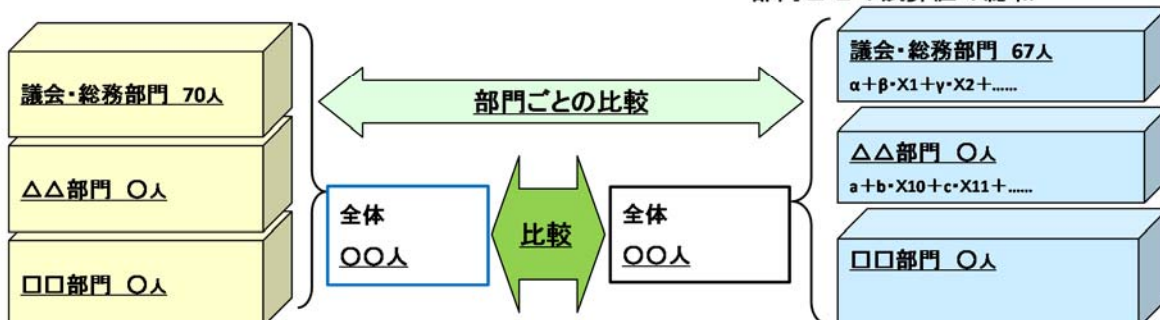 議会・総務部門 70人
△△部門 〇人
□□部門 〇人
部門ごとの比較
全体
〇〇人
比較
全体
〇〇人
議会・総務部門 67人
α+β・X1+γ・X2+……
△△部門 〇人
a+b・X10+c・X11+……
□□部門 〇人